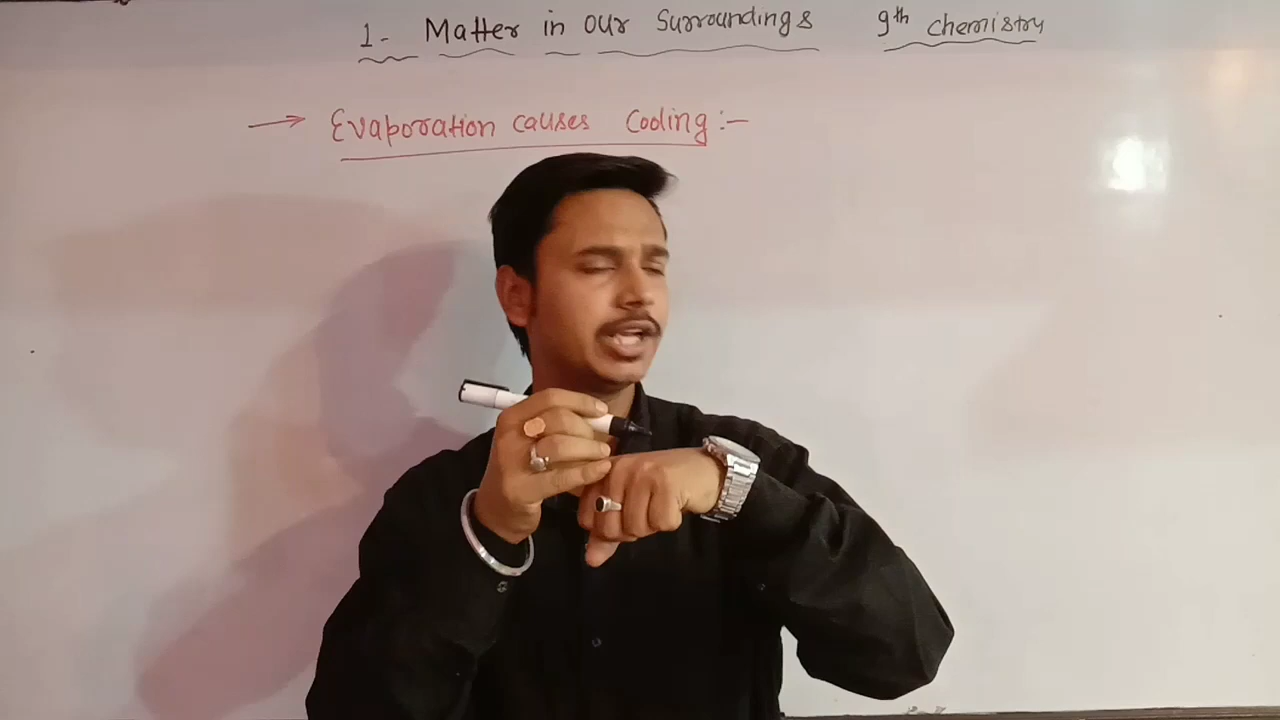 1- Matter in our Surroundings 9th chemistry
→ Evaporation causes Cooling :-